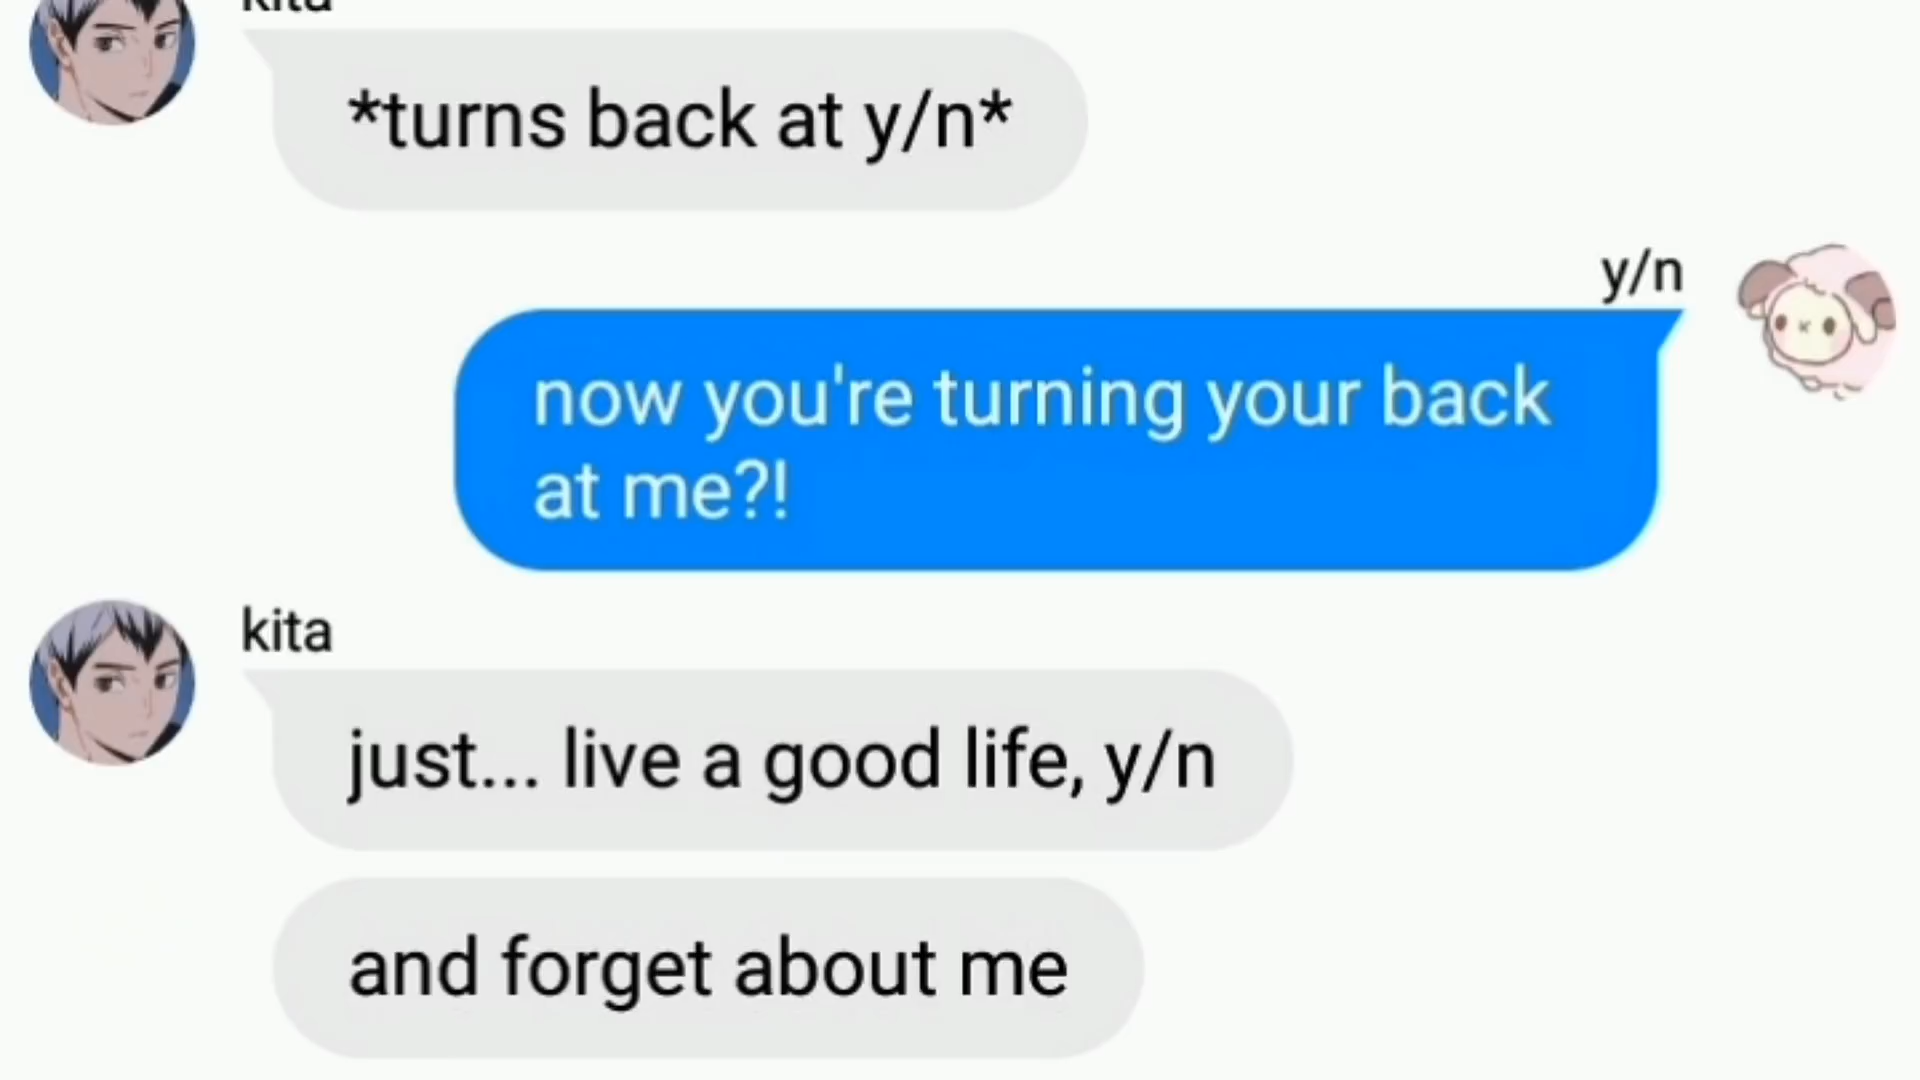 kita
*turns back at y/n*
y/n
now you're turning your back
at me?!
kita
just... live a good life, y/n
and forget about me